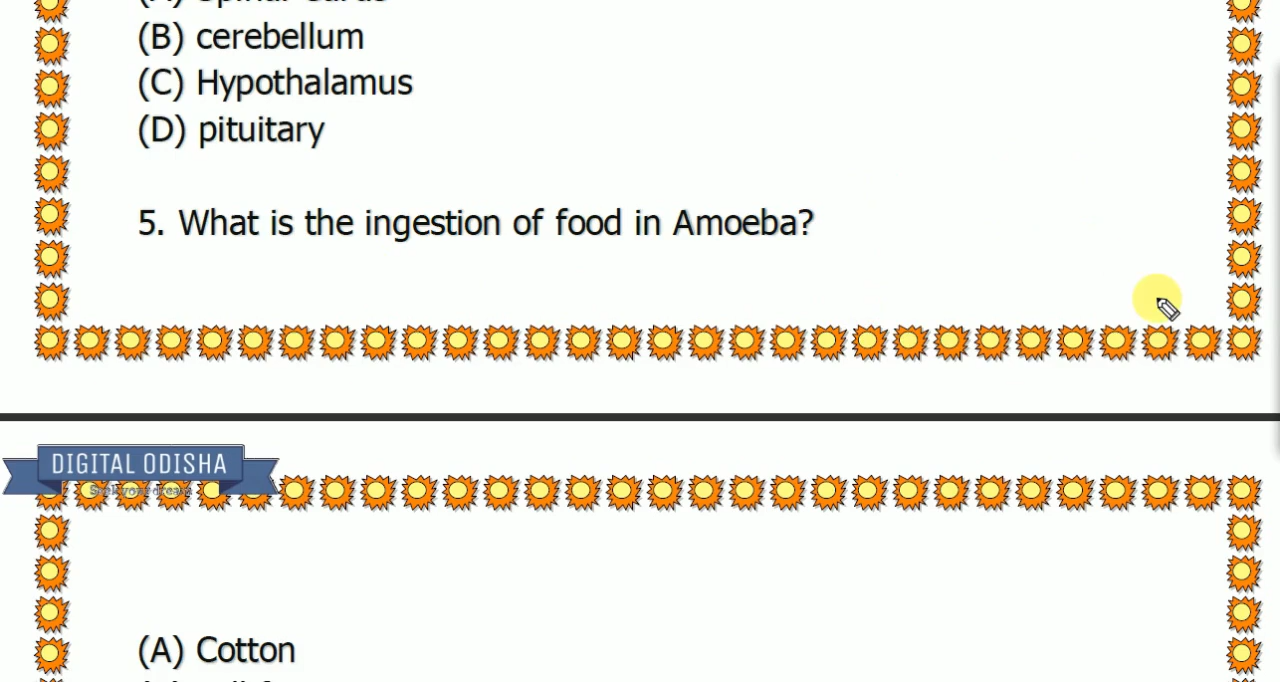 (B) cerebellum
(C) Hypothalamus
(D) pituitary
5. What is the ingestion of food in Amoeba?
DIGITAL ODISHA
(A) Cotton